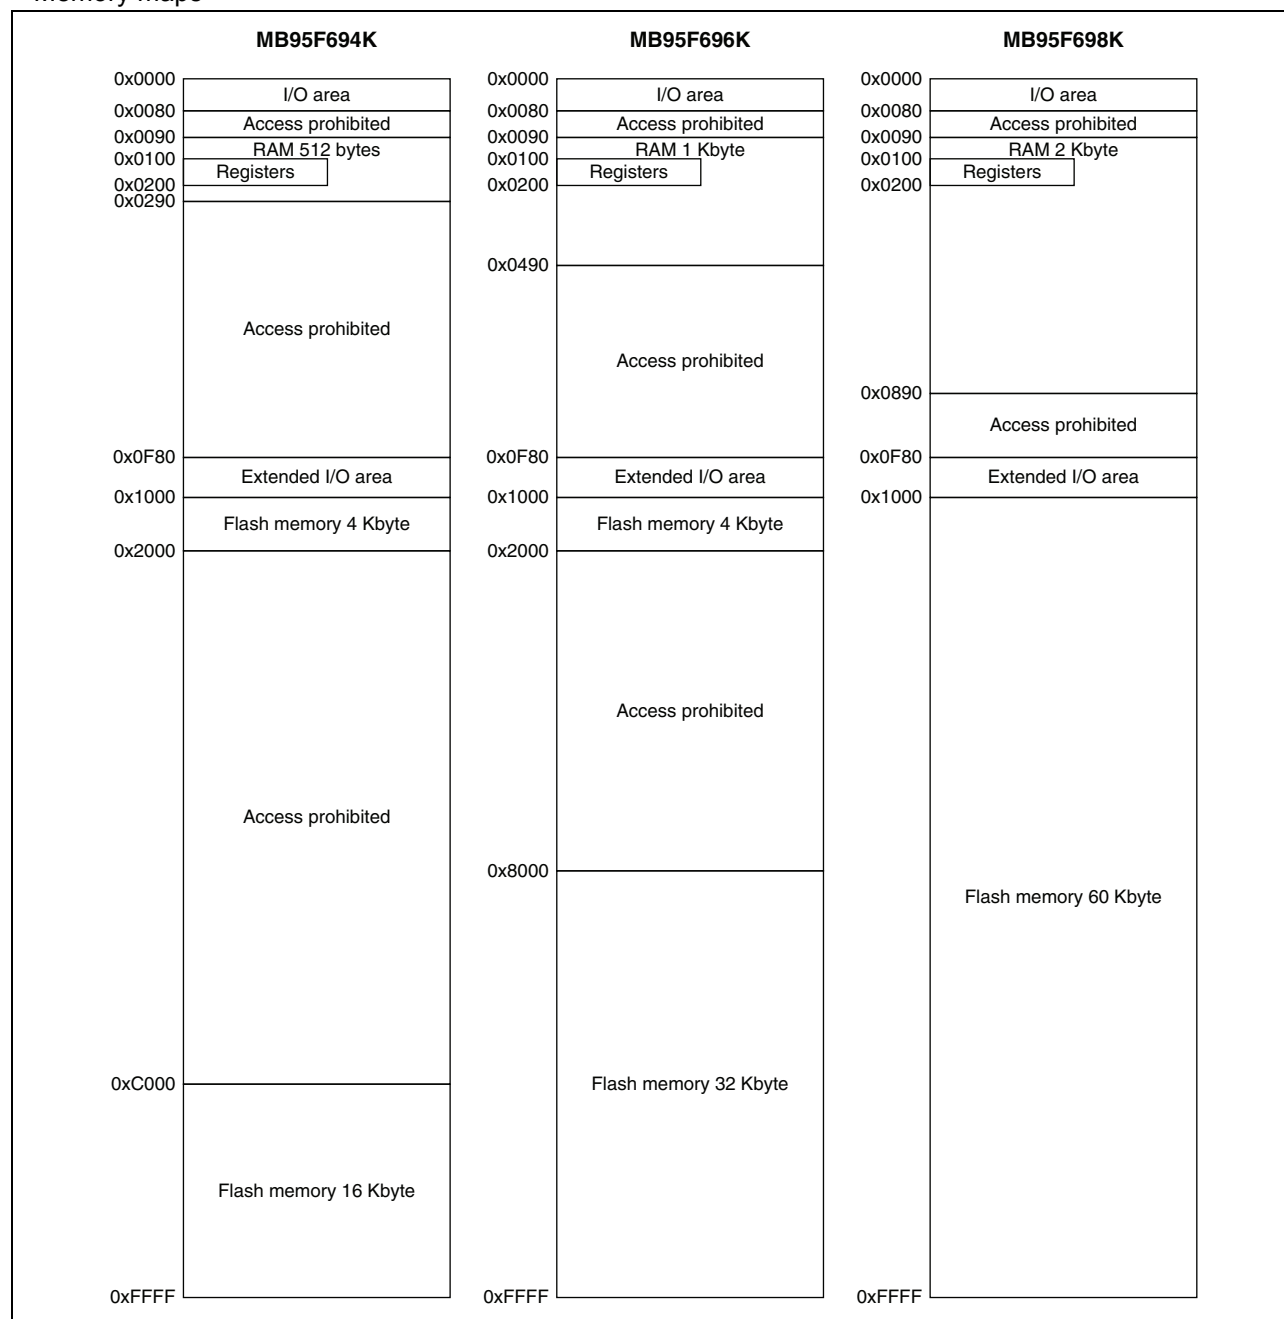 Memory maps
MB95F694K
0x0000
I/O area
0x0080
Access prohibited
0x0090
RAM 512 bytes
0x0100
Registers
0x0200
0x0290
Access prohibited
0x0F80
Extended I/O area
0x1000
Flash memory 4 Kbyte
0x2000
Access prohibited
0xC000
Flash memory 16 Kbyte
0xFFFF
MB95F696K
0x0000
I/O area
0x0080
Access prohibited
0x0090
RAM 1 Kbyte
0x0100
Registers
0x0200
0x0490
Access prohibited
0x0F80
Extended I/O area
0x1000
Flash memory 4 Kbyte
0x2000
Access prohibited
0x8000
Flash memory 32 Kbyte
0xFFFF
MB95F698K
0x0000
I/O area
0x0080
Access prohibited
0x0090
RAM 2 Kbyte
0x0100
Registers
0x0200
0x0890
Access prohibited
0x0F80
Extended I/O area
0x1000
Flash memory 60 Kbyte
0xFFFF